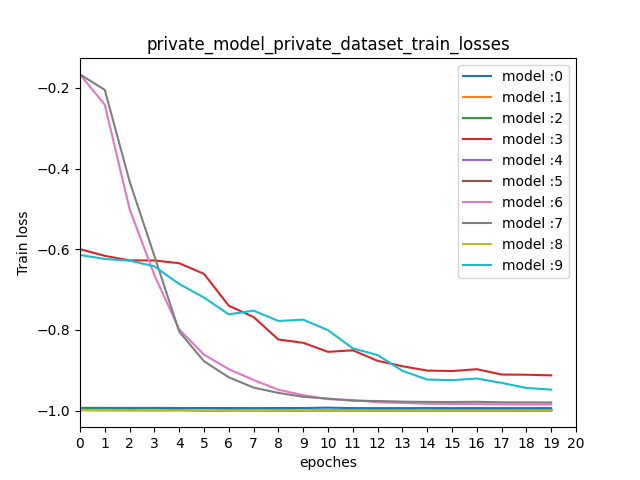 private_model_private_dataset_train_losses
−0.2
−0.4
−0.6
−0.8
−1.0
Train loss
model :0
model :1
model :2
model :3
model :4
model :5
model :6
model :7
model :8
model :9
0 1 2 3 4 5 6 7 8 9 10 11 12 13 14 15 16 17 18 19 20
epoches